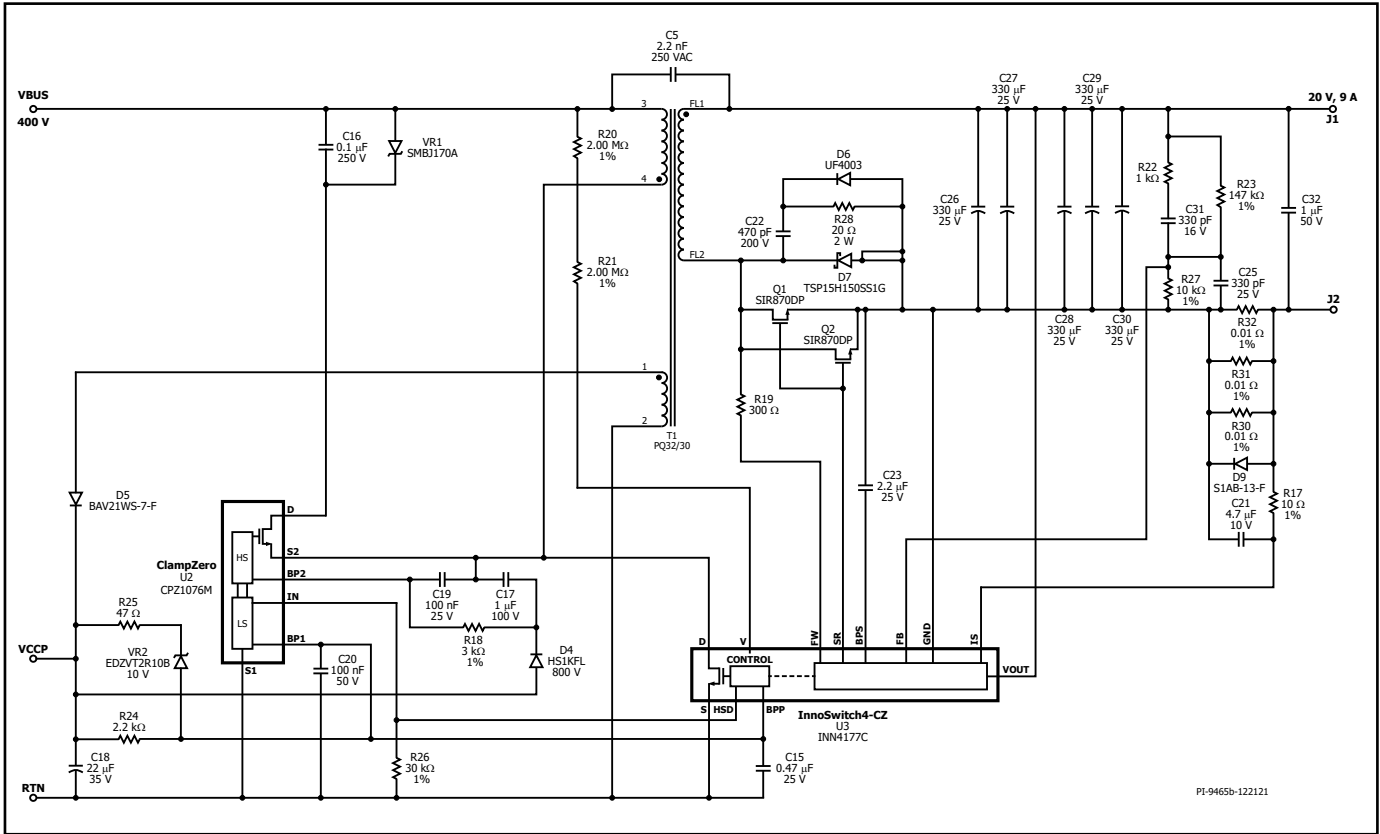 C5
2.2 nF
250 VAC
VBUS
400 V
C16
0.1 µF
250 V
VR1
SMBJ170A
R20
2.00 MΩ
1%
3
4
FL1
FL2
R21
2.00 MΩ
1%
1
2
T1
PQ32/30
D6
UF4003
R28
20 Ω
2 W
C22
470 pF
200 V
D7
TSP15H150SS1G
Q1
SIR870DP
Q2
SIR870DP
R19
300 Ω
C23
2.2 µF
25 V
C26
330 µF
25 V
C27
330 µF
25 V
C29
330 µF
25 V
C28
330 µF
25 V
C30
330 µF
25 V
R22
1 kΩ
C31
330 pF
16 V
R23
147 kΩ
1%
R27
10 kΩ
1%
C25
330 pF
25 V
C32
1 µF
50 V
20 V, 9 A
J1
J2
R32
0.01 Ω
1%
R31
0.01 Ω
1%
R30
0.01 Ω
1%
D9
S1AB-13-F
C21
4.7 µF
10 V
R17
10 Ω
1%
D5
BAV21WS-7-F
ClampZero
U2
CPZ1076M
HS
LS
D
S2
BP2
IN
BP1
S1
C19
100 nF
25 V
C17
1 µF
100 V
R18
3 kΩ
1%
D4
HS1KFL
800 V
R25
47 Ω
VR2
EDZVT2R10B
10 V
VCCP
C20
100 nF
50 V
R24
2.2 kΩ
C18
22 µF
35 V
RTN
R26
30 kΩ
1%
C15
0.47 µF
25 V
D
V
FW
SR
BPS
FB
GND
IS
VOUT
CONTROL
S
HSD
BPP
InnoSwitch4-CZ
U3
INN4177C
PI-9465b-122121